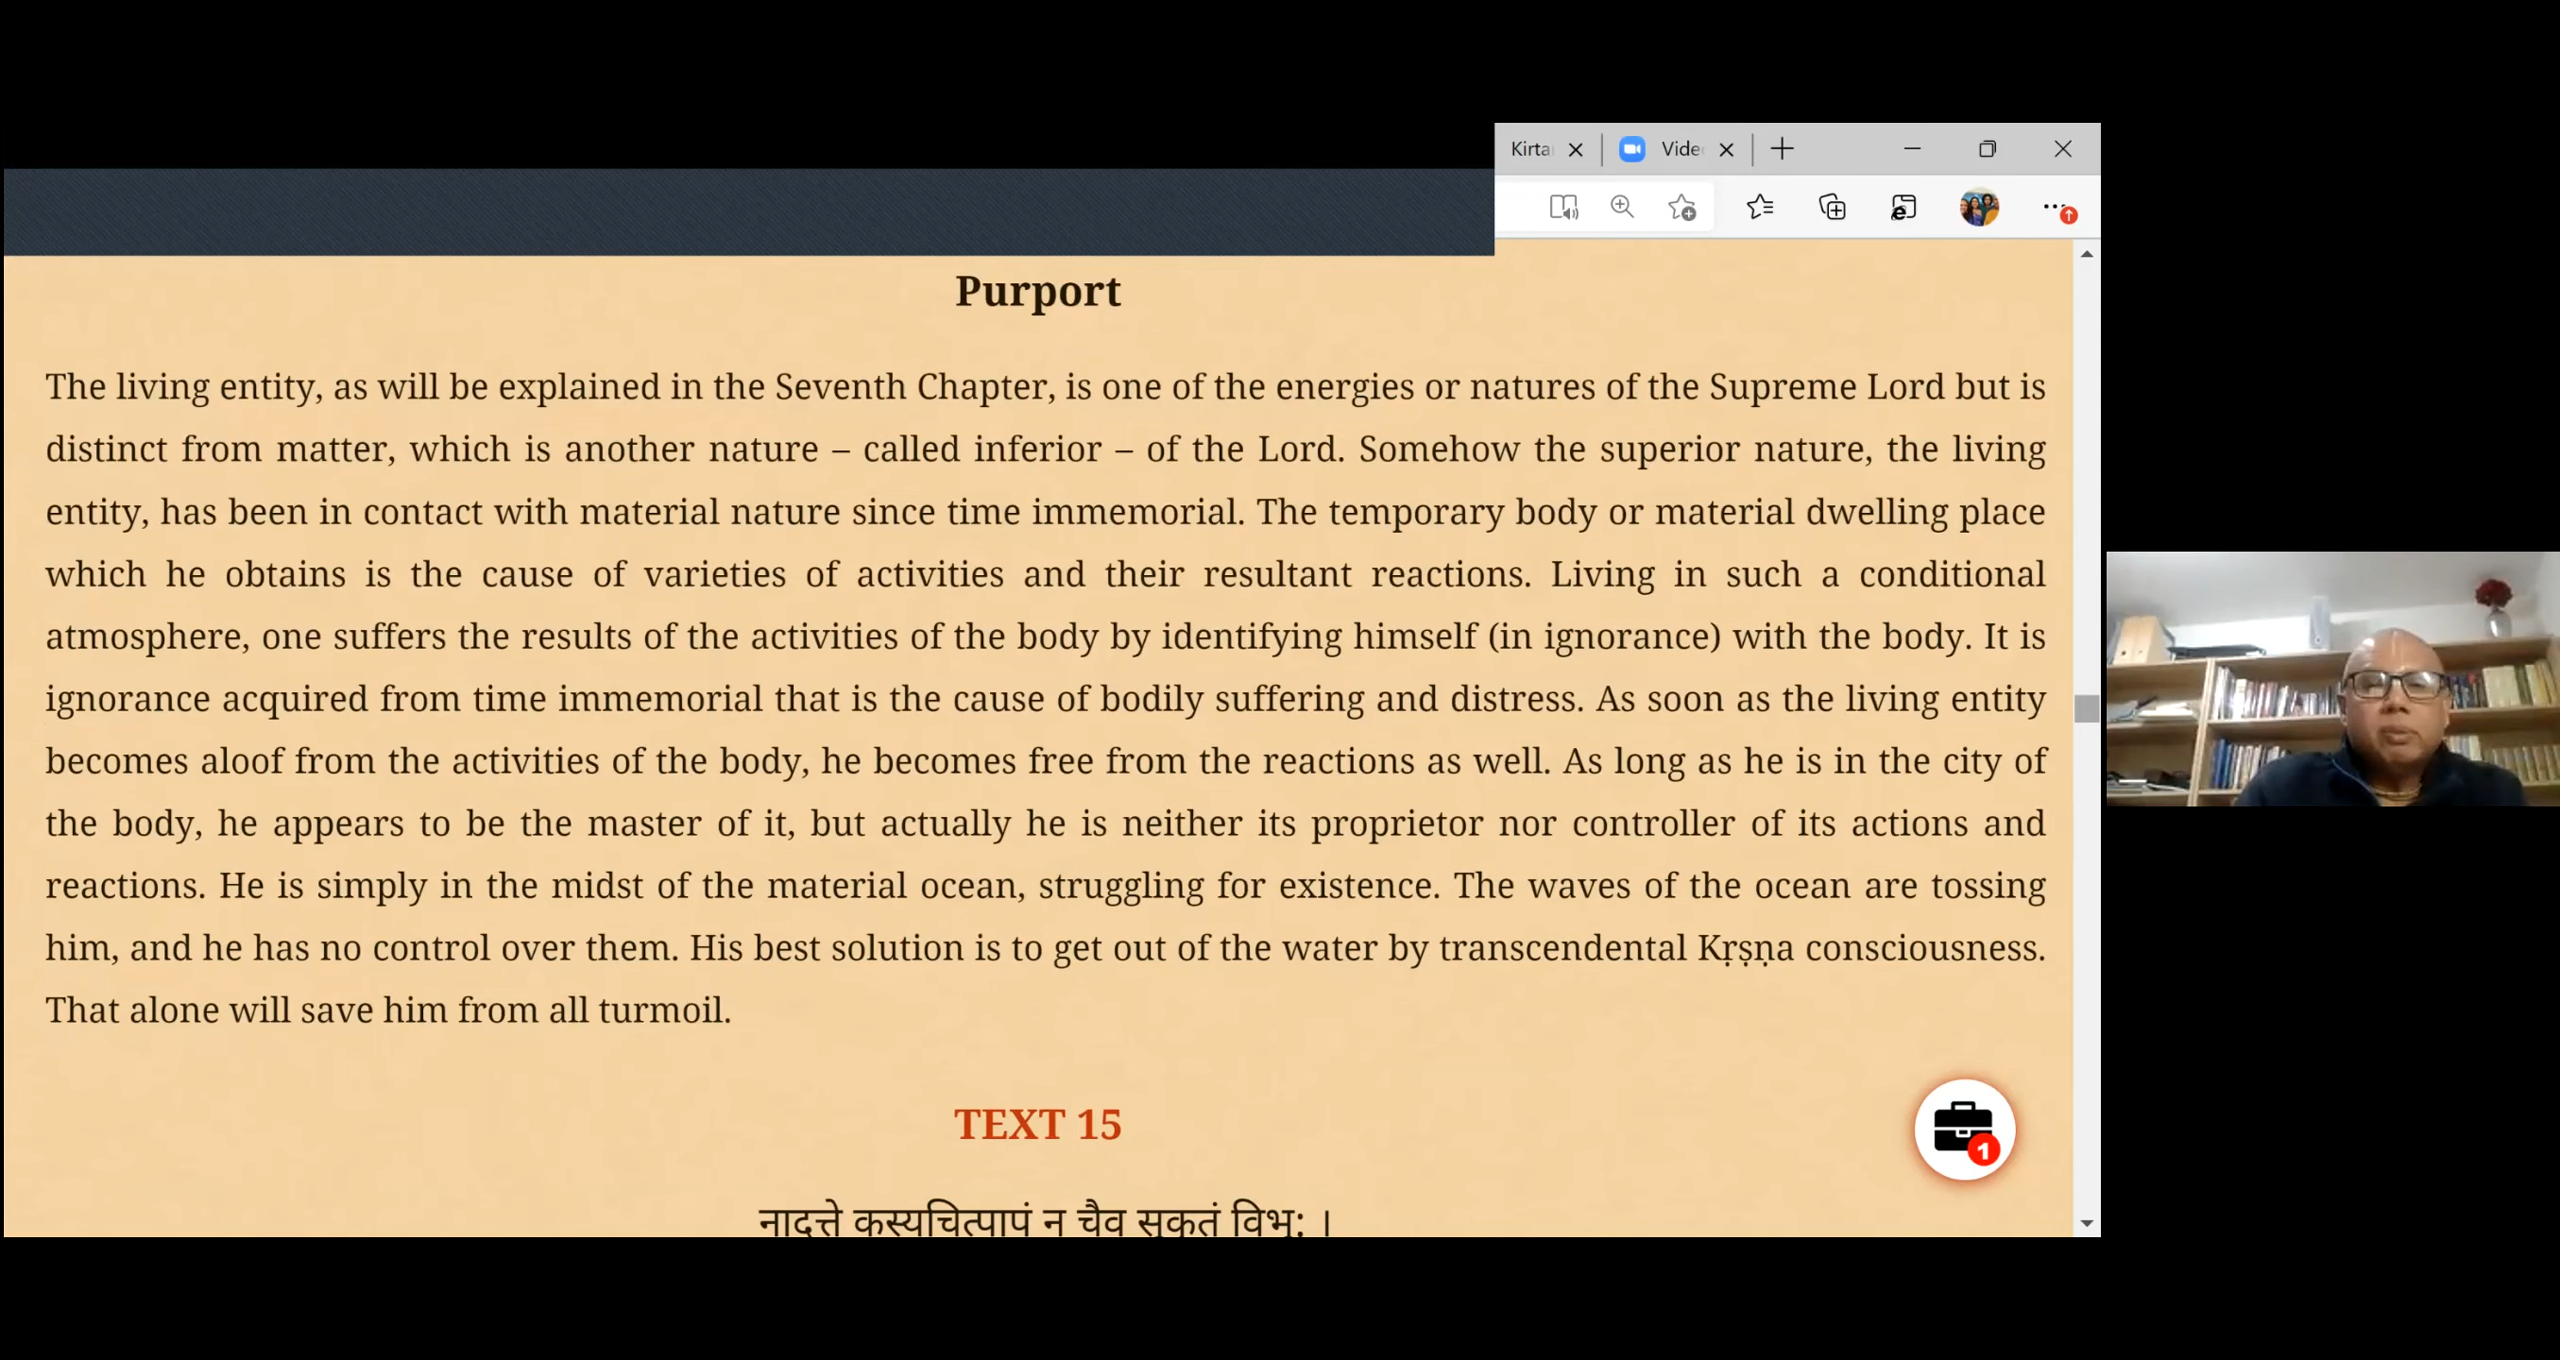 Kirta
Vide
Purport
The living entity, as will be explained in the Seventh Chapter, is one of the energies or natures of the Supreme Lord but is
distinct from matter, which is another nature – called inferior – of the Lord. Somehow the superior nature, the living
entity, has been in contact with material nature since time immemorial. The temporary body or material dwelling place
which he obtains is the cause of varieties of activities and their resultant reactions. Living in such a conditional
atmosphere, one suffers the results of the activities of the body by identifying himself (in ignorance) with the body. It is
ignorance acquired from time immemorial that is the cause of bodily suffering and distress. As soon as the living entity
becomes aloof from the activities of the body, he becomes free from the reactions as well. As long as he is in the city of
the body, he appears to be the master of it, but actually he is neither its proprietor nor controller of its actions and
reactions. He is simply in the midst of the material ocean, struggling for existence. The waves of the ocean are tossing
him, and he has no control over them. His best solution is to get out of the water by transcendental Kṛṣṇa consciousness.
That alone will save him from all turmoil.
1
TEXT 15
नादत्ते कस्यचित्पापं न चैव सुकृतं विभु: ।